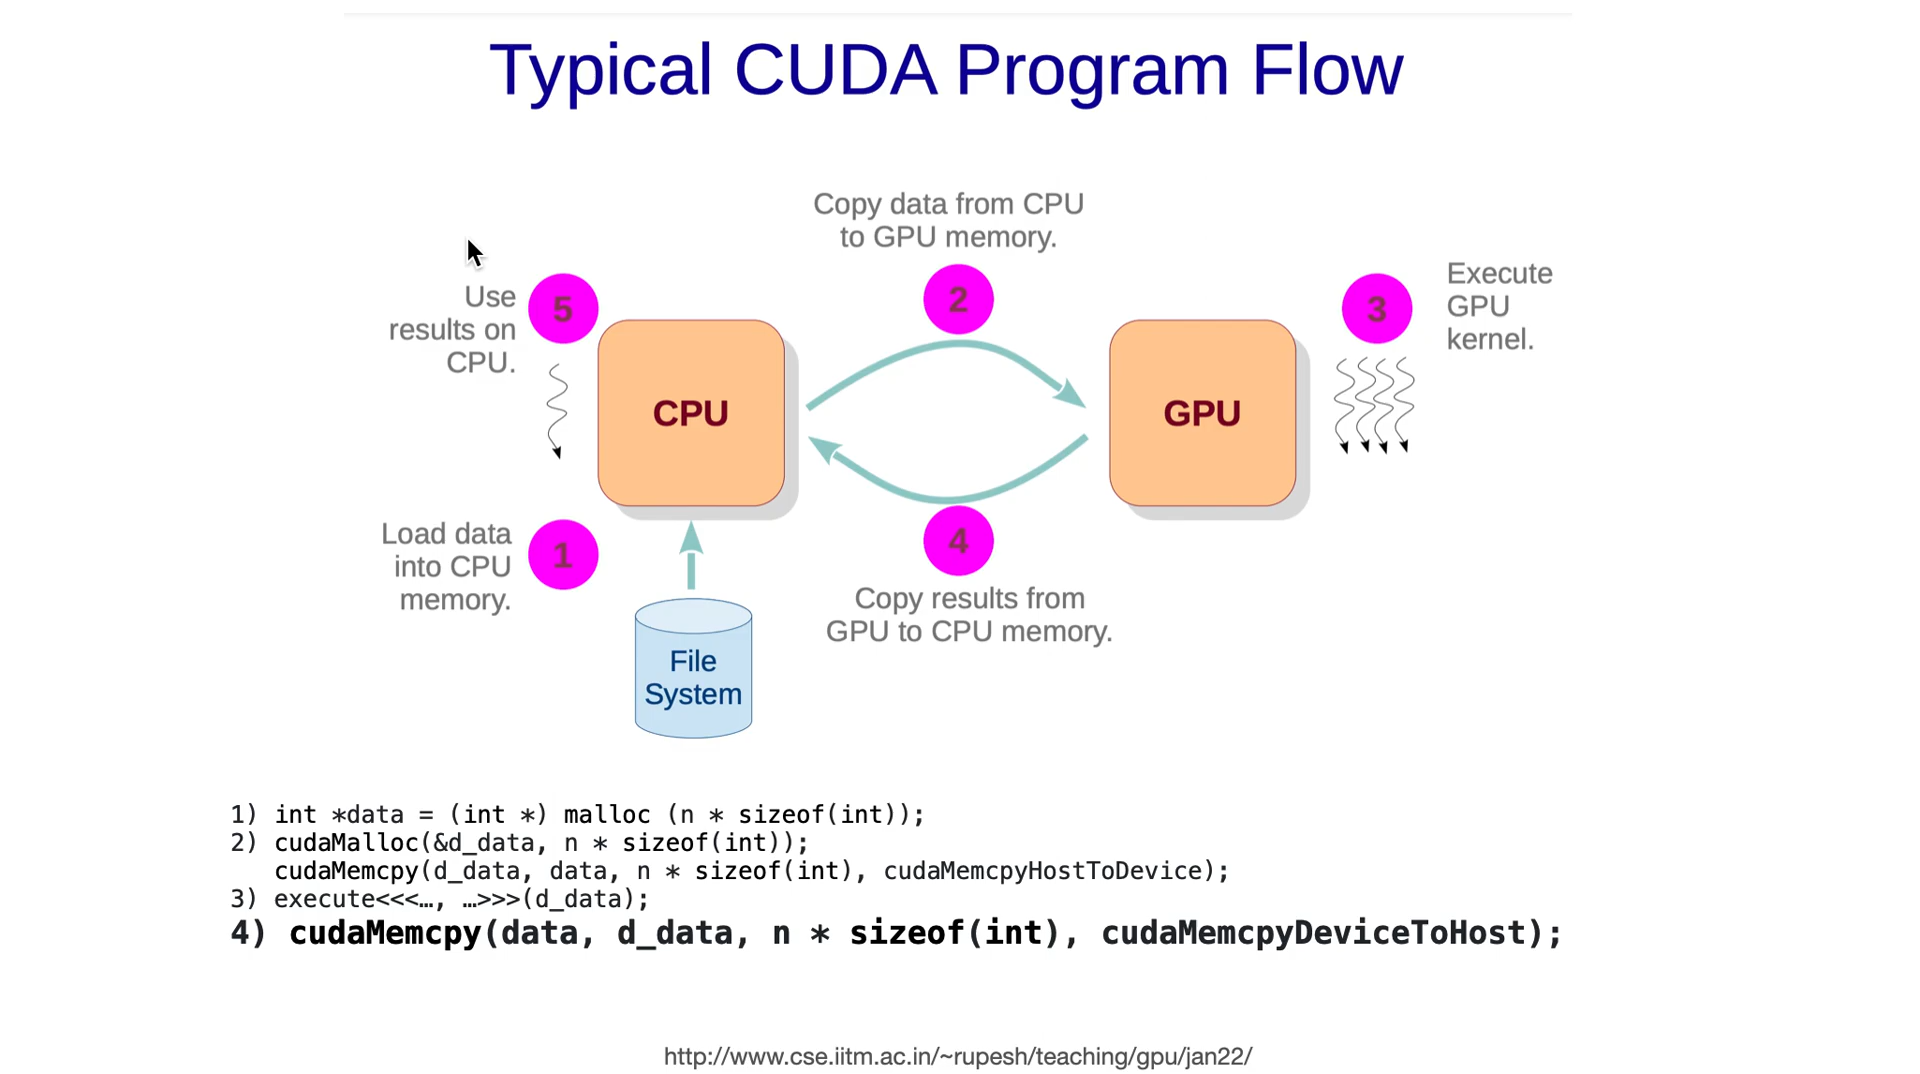 Typical CUDA Program Flow
Copy data from CPU
to GPU memory.
2
5
Use
results on
CPU.
3
Execute
GPU
kernel.
CPU
GPU
Load data
into CPU
memory.
1
4
Copy results from
GPU to CPU memory.
File
System
1) int *data = (int *) malloc (n * sizeof(int));
2) cudaMalloc(&d_data, n * sizeof(int));
cudaMemcpy(d_data, data, n * sizeof(int), cudaMemcpyHostToDevice);
3) execute<<<…, …>>>(d_data);
4) cudaMemcpy(data, d_data, n * sizeof(int), cudaMemcpyDeviceToHost);
http://www.cse.iitm.ac.in/~rupesh/teaching/gpu/jan22/